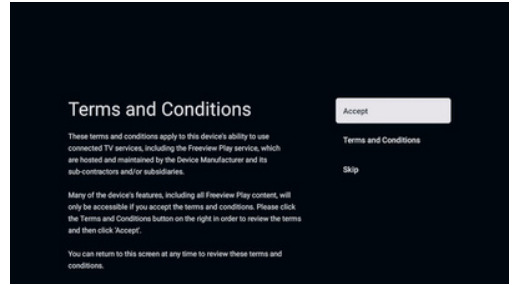 Terms and Conditions
These terms and conditions apply to this device's ability to use
connected TV services, including the Freeview Play service, which
are hosted and maintained by the Device Manufacturer and its
sub-contractors and/or subsidiaries.
Many of the device's features, including all Freeview Play content, will
only be accessible if you accept the terms and conditions. Please click
the Terms and Conditions button on the right in order to review the terms
and then click 'Accept'.
You can return to this screen at any time to review these terms and
conditions.
Accept
Terms and Conditions
Skip